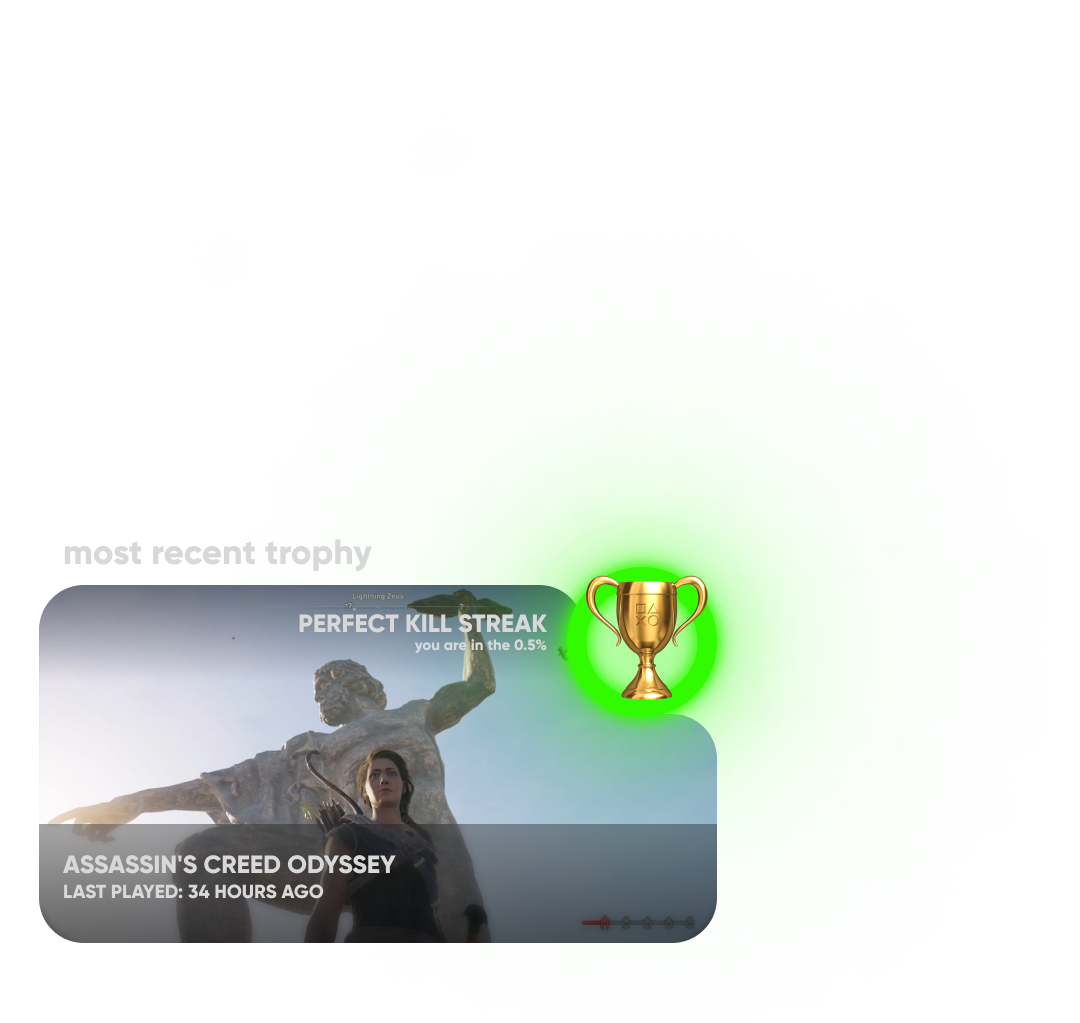 most recent trophy
Lightning Zeus
PERFECT KILL STREAK
you are in the 0.5%
ASSASSIN'S CREED ODYSSEY
LAST PLAYED: 34 HOURS AGO